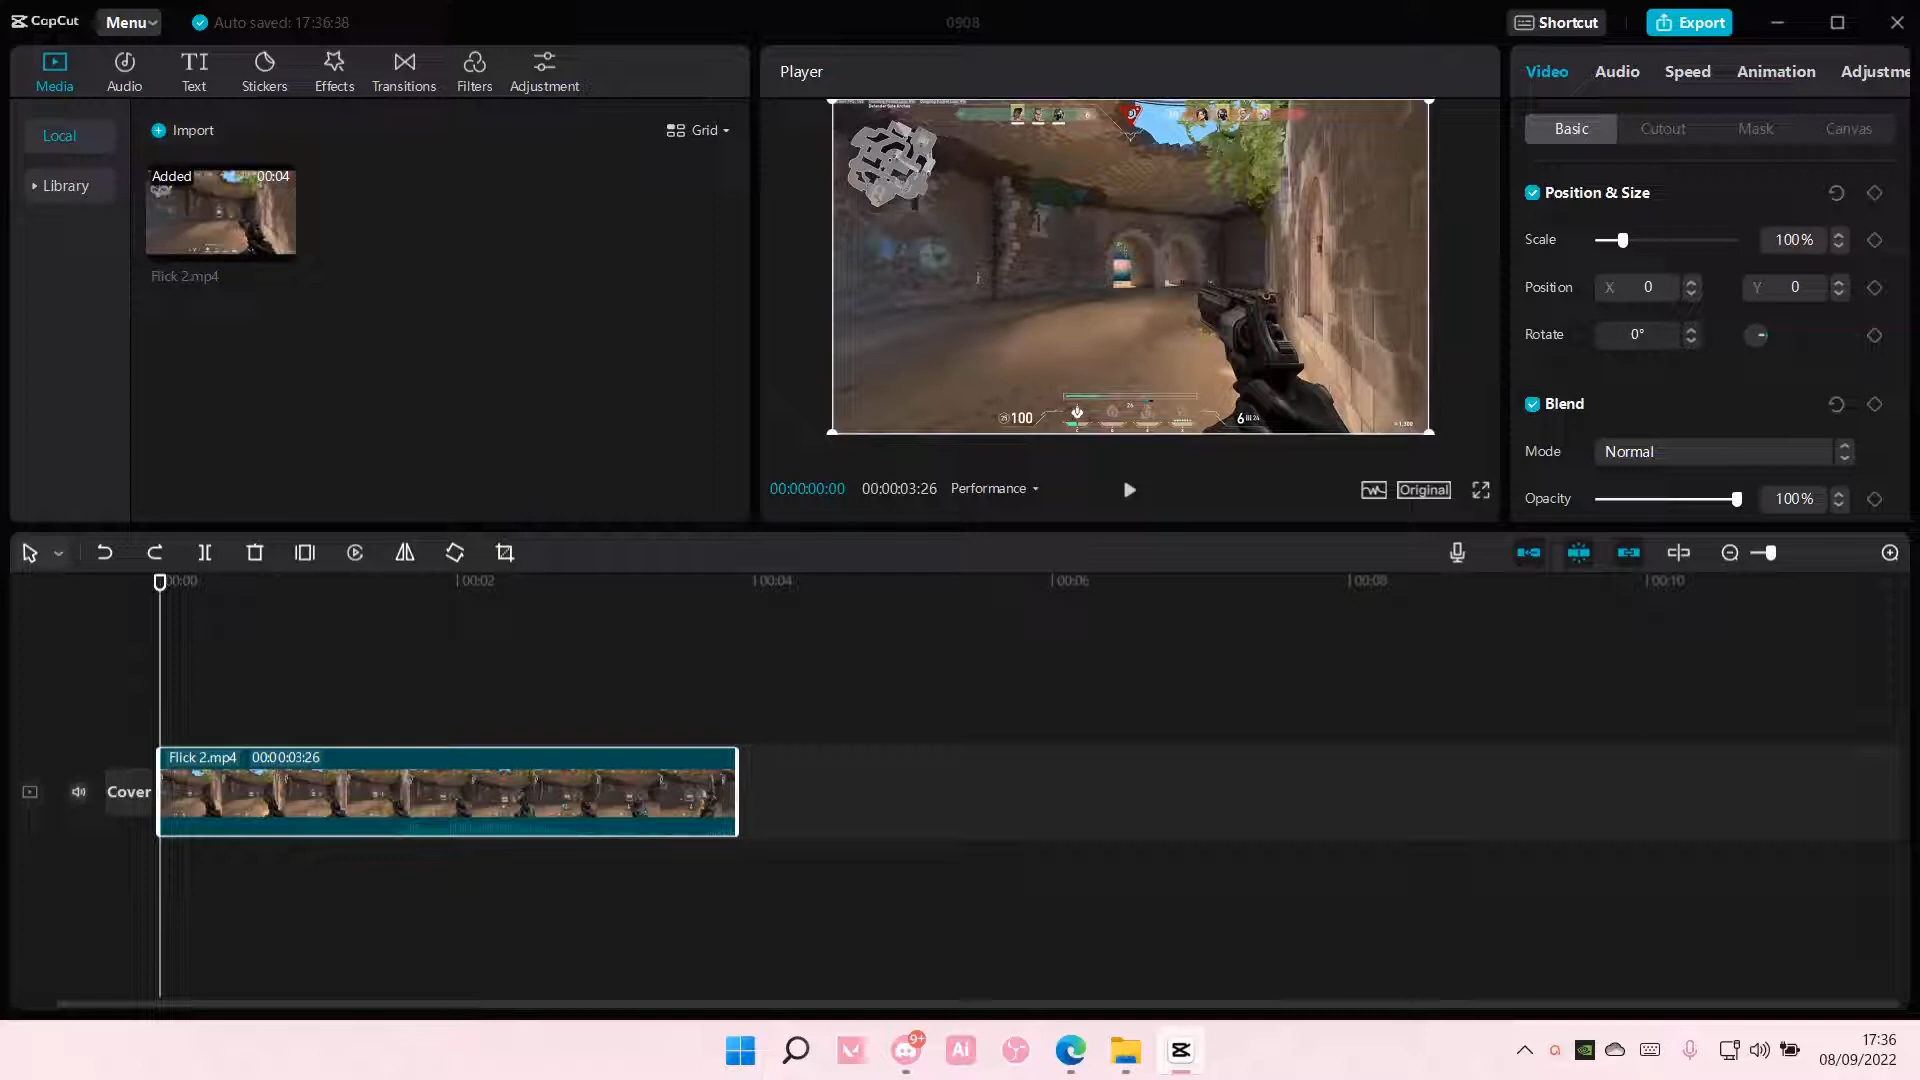 CapCut Menu Auto saved: 17:36:38 0908 Shortcut Export
Media Audio Text Stickers Effects Transitions Filters Adjustment
Local
Library
Import Grid
Added 00:04
Flick 2.mp4
Player
100 6 24
00:00:00:00 00:00:03:26 Performance Original
Video Audio Speed Animation Adjustme
Basic Cutout Mask Canvas
Position & Size
Scale 100%
Position X 0 Y 0
Rotate 0°
Blend
Mode Normal
Opacity 100%
00:00 00:02 00:04 00:06 00:08 00:10
Flick 2.mp4 00:00:03:26
Cover
9+
Ai
17:36
08/09/2022